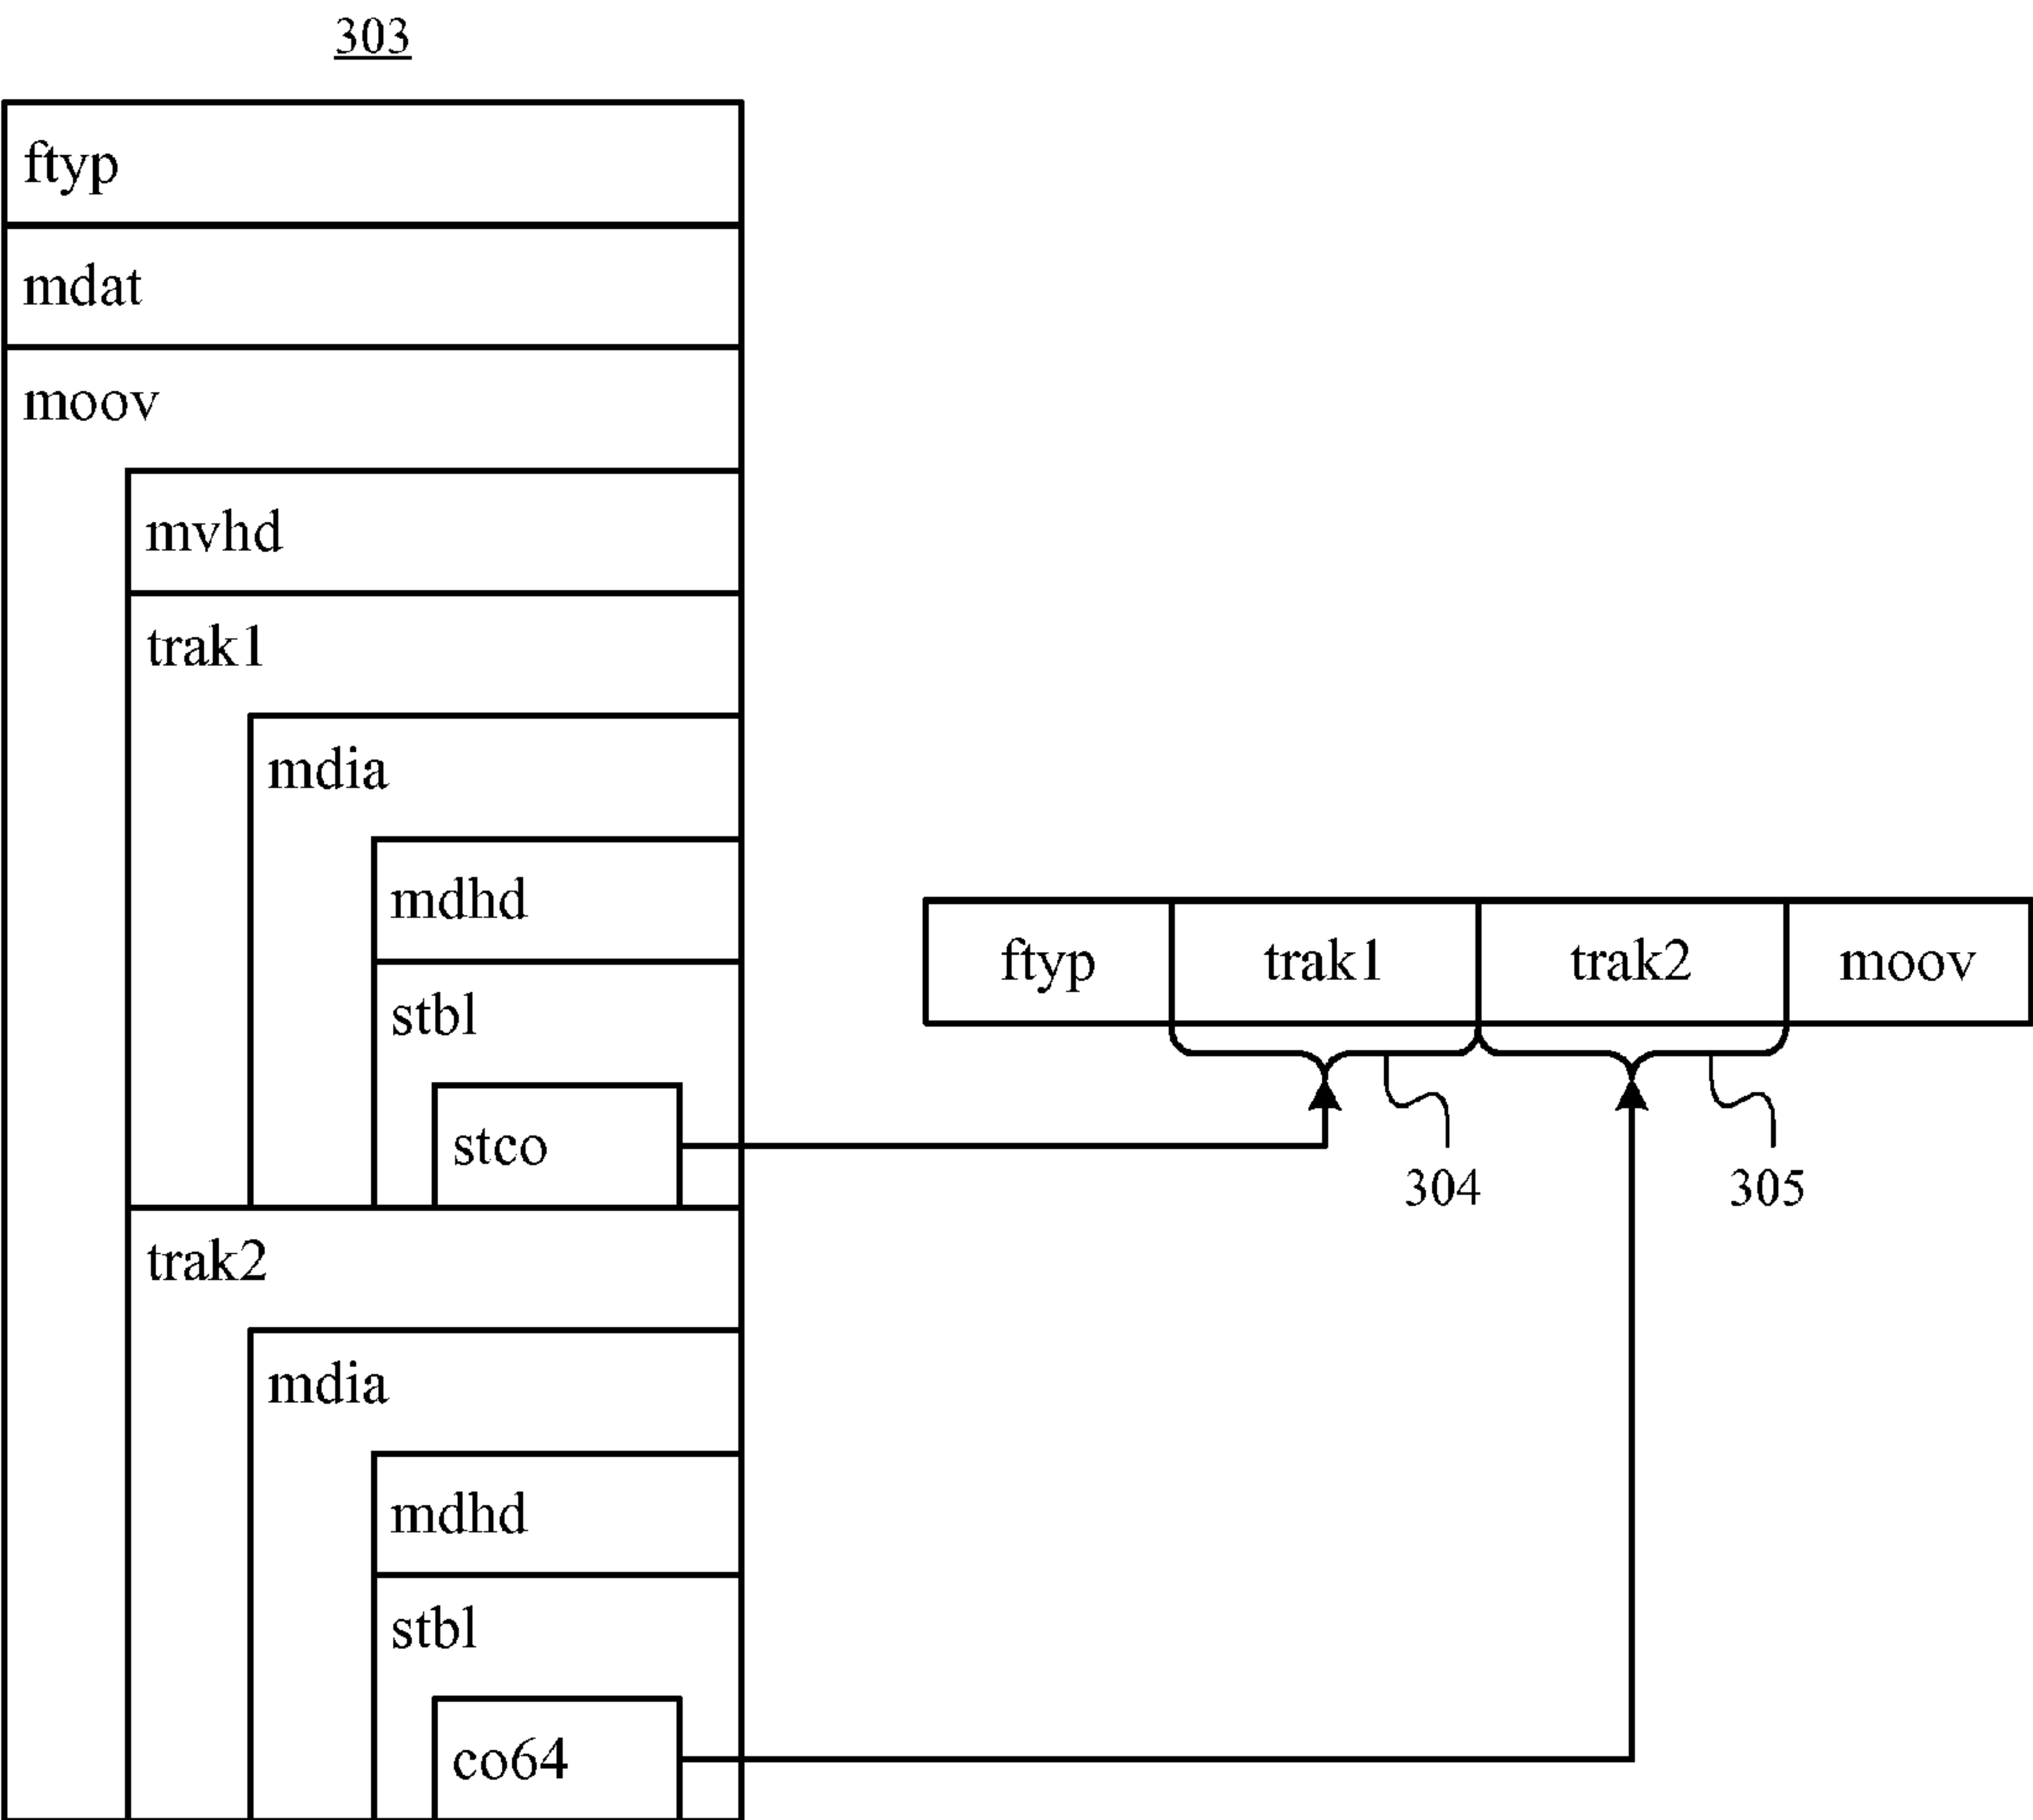 303
ftyp
mdat
moov
mvhd
trak1
mdia
mdhd
stbl
stco
trak2
mdia
mdhd
stbl
co64
ftyp trak1 trak2 moov
304 305